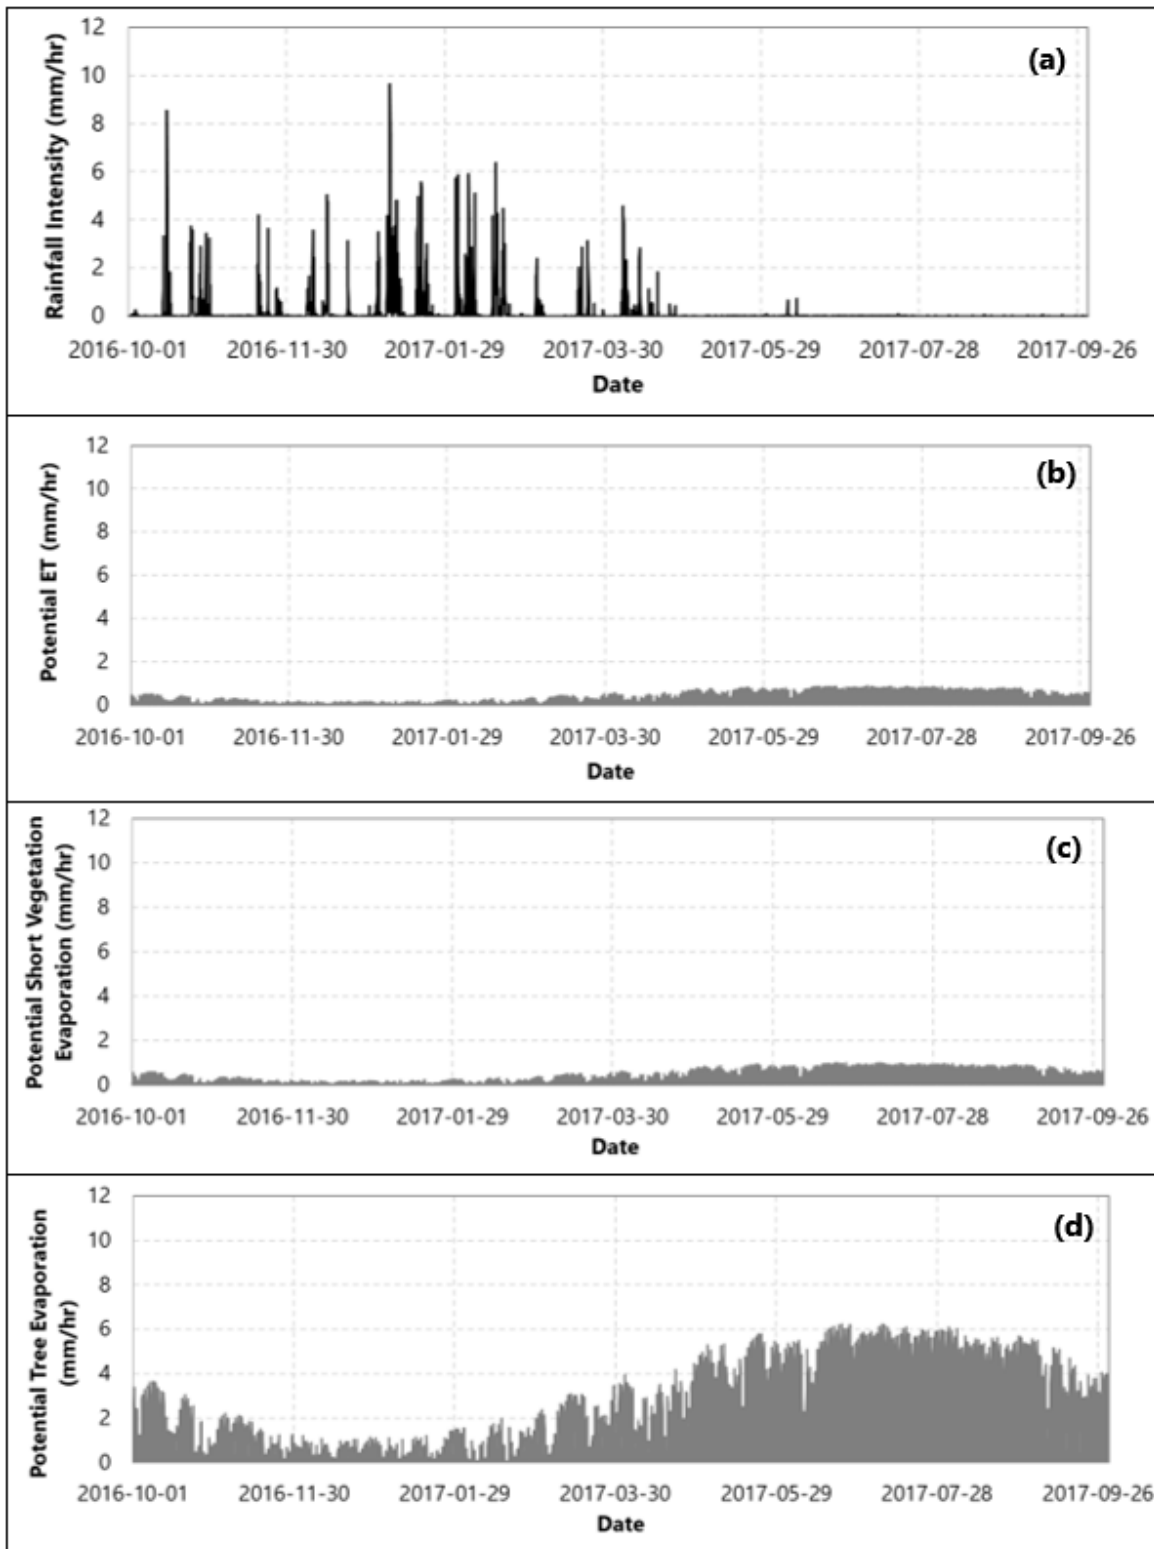 (a)
Rainfall Intensity (mm/hr)
12
10
8
6
4
2
0
2016-10-01 2016-11-30 2017-01-29 2017-03-30 2017-05-29 2017-07-28 2017-09-26
Date
(b)
Potential ET (mm/hr)
12
10
8
6
4
2
0
2016-10-01 2016-11-30 2017-01-29 2017-03-30 2017-05-29 2017-07-28 2017-09-26
Date
(c)
Potential Short Vegetation
Evaporation (mm/hr)
12
10
8
6
4
2
0
2016-10-01 2016-11-30 2017-01-29 2017-03-30 2017-05-29 2017-07-28 2017-09-26
Date
(d)
Potential Tree Evaporation
(mm/hr)
12
10
8
6
4
2
0
2016-10-01 2016-11-30 2017-01-29 2017-03-30 2017-05-29 2017-07-28 2017-09-26
Date